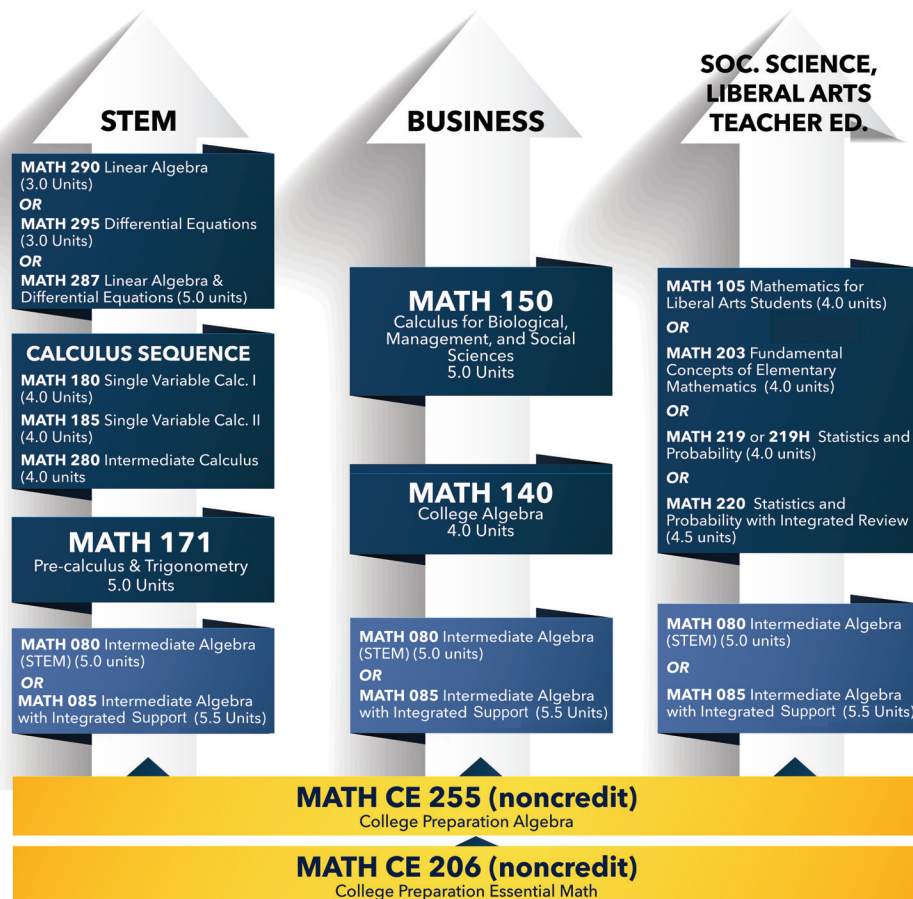 STEM
MATH 290 Linear Algebra
(3.0 Units)
OR
MATH 295 Differential Equations
(3.0 Units)
OR
MATH 287 Linear Algebra &
Differential Equations (5.0 units)
CALCULUS SEQUENCE
MATH 180 Single Variable Calc. I
(4.0 Units)
MATH 185 Single Variable Calc. II
(4.0 Units)
MATH 280 Intermediate Calculus
(4.0 units
MATH 171
Pre-calculus & Trigonometry
5.0 Units
MATH 080 Intermediate Algebra
(STEM) (5.0 units)
OR
MATH 085 Intermediate Algebra
with Integrated Support (5.5 Units)
BUSINESS
MATH 150
Calculus for Biological,
Management, and Social
Sciences
5.0 Units
MATH 140
College Algebra
4.0 Units
MATH 080 Intermediate Algebra
(STEM) (5.0 units)
OR
MATH 085 Intermediate Algebra
with Integrated Support (5.5 Units)
SOC. SCIENCE,
LIBERAL ARTS
TEACHER ED.
MATH 105 Mathematics for
Liberal Arts Students (4.0 units)
OR
MATH 203 Fundamental
Concepts of Elementary
Mathematics (4.0 units)
OR
MATH 219 or 219H Statistics and
Probability (4.0 units)
OR
MATH 220 Statistics and
Probability with Integrated Review
(4.5 units)
MATH 080 Intermediate Algebra
(STEM) (5.0 units)
OR
MATH 085 Intermediate Algebra
with Integrated Support (5.5 Units)
MATH CE 255 (noncredit)
College Preparation Algebra
MATH CE 206 (noncredit)
College Preparation Essential Math